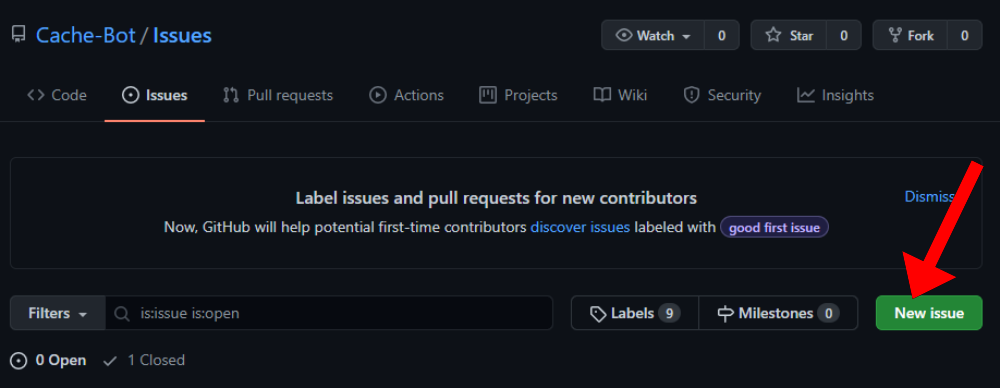 Cache-Bot / Issues
Watch 0 Star 0 Fork 0
Code Issues Pull requests Actions Projects Wiki Security Insights
Label issues and pull requests for new contributors
Dismiss
Now, GitHub will help potential first-time contributors discover issues labeled with good first issue
Filters is:issue is:open Labels 9 Milestones 0 New issue
0 Open 1 Closed